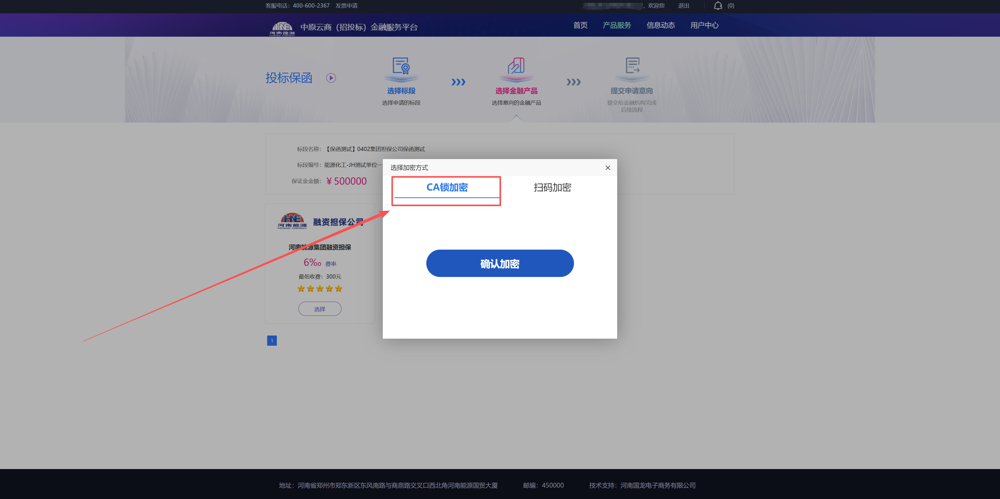 客服电话：400-600-2367 发票申请
，欢迎您 退出 (0)
河南能源
HENAN ENERGY
中原云商（招投标）金融服务平台
首页 产品服务 信息动态 用户中心
投标保函
选择标段
选择申请的标段
选择金融产品
选择意向的金融产品
提交申请意向
提交给金融机构完成
后续流程
标段名称：【保函测试】0402集团担保公司保函测试
标段编号：能源化工-JH测试单位一
保证金金额：￥500000
选择加密方式
CA锁加密
扫码加密
确认加密
HNE
河南能源
HENAN ENERGY
融资担保公司
河南能源集团融资担保
6‰ 费率
最低收费：300元
选择
1
地址：河南省郑州市郑东新区东风南路与商鼎路交叉口西北角河南能源国贸大厦 邮编：450000 技术支持：河南国龙电子商务有限公司